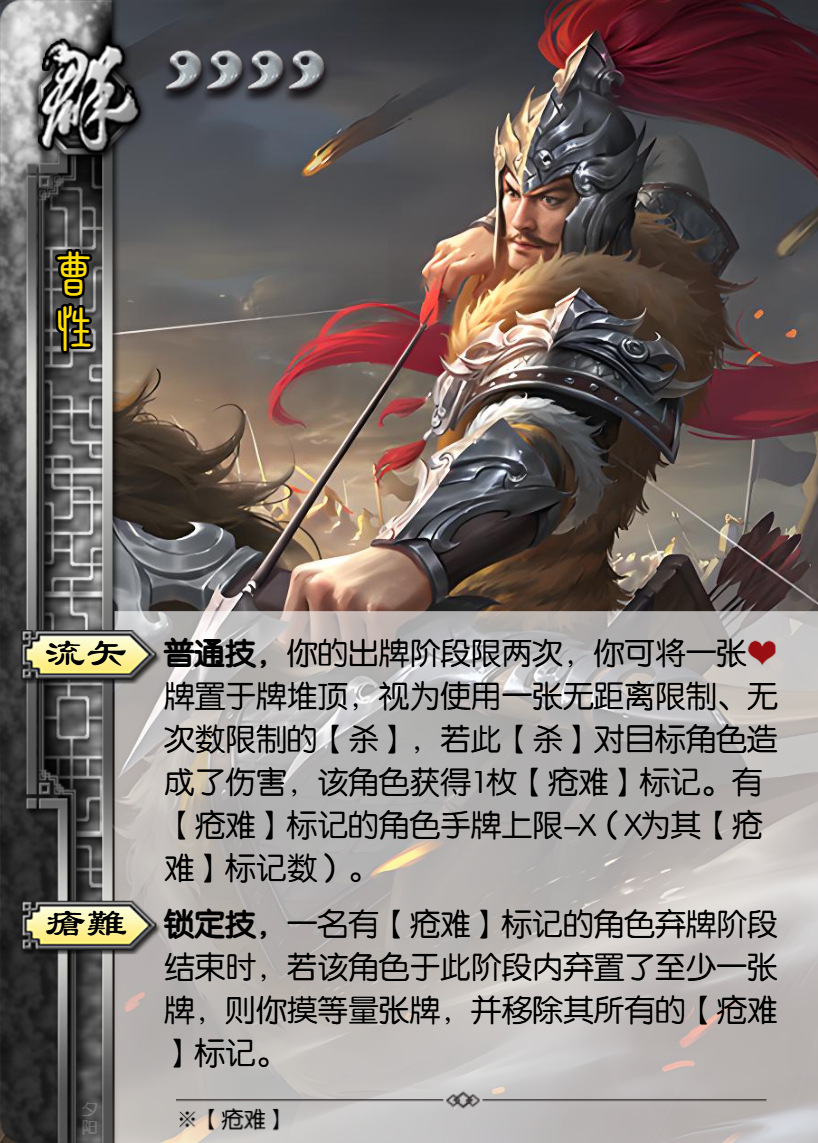 群
曹性
流矢
普通技，你的出牌阶段限两次，你可将一张♥
牌置于牌堆顶，视为使用一张无距离限制、无
次数限制的【杀】，若此【杀】对目标角色造
成了伤害，该角色获得1枚【疮难】标记。有
【疮难】标记的角色手牌上限-X（X为其【疮
难】标记数）。
瘡難
锁定技，一名有【疮难】标记的角色弃牌阶段
结束时，若该角色于此阶段内弃置了至少一张
牌，则你摸等量张牌，并移除其所有的【疮难
】标记。
※【疮难】
夕阳